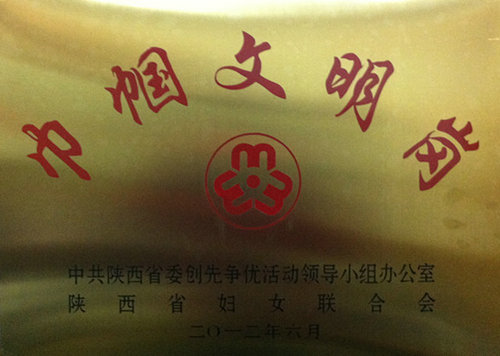 巾帼文明岗
中共陕西省委创先争优活动领导小组办公室
陕西省妇女联合会
二〇一二年六月